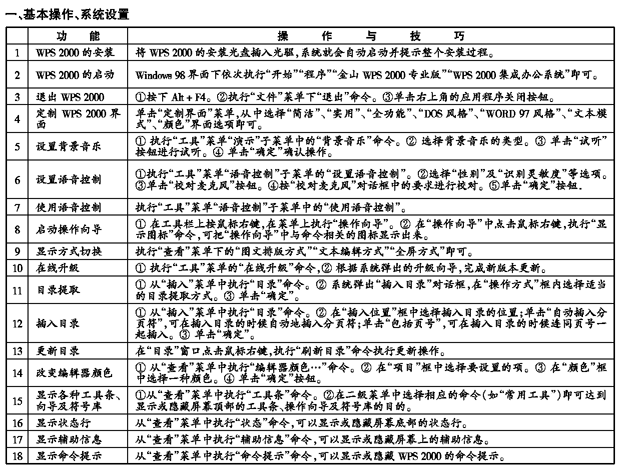 一、基本操作、系统设置
功 能 操 作 与 技 巧
1 WPS 2000 的安装 将 WPS 2000 的安装光盘插入光驱,系统就会自动启动并提示整个安装过程。
2 WPS 2000 的启动 Windows 98 界面下依次执行“开始”“程序”“金山 WPS 2000 专业版”“WPS 2000 集成办公系统”即可。
3 退出 WPS 2000 ①按下 Alt + F4。②执行“文件”菜单下“退出”命令。③单击右上角的应用程序关闭按钮。
4 定制 WPS 2000 界面 单击“定制界面”菜单,从中选择“简洁”、“实用”、“全功能”、“DOS 风格”、“WORD 97 风格”、“文本模
式”、“颜色”界面选项即可。
5 设置背景音乐 ① 执行“工具”菜单“演示”子菜单中的“背景音乐”命令。② 选择背景音乐的类型。③ 单击“试听”
按钮进行试听。④ 单击“确定”确认操作。
6 设置语音控制 ①执行“工具”菜单“语音控制”子菜单的“设置语音控制”。②选择“性别”及“识别灵敏度”等选项。
③单击“校对麦克风”按钮。④按“校对麦克风”对话框中的要求进行校对。⑤单击“确定”按钮.
7 使用语音控制 执行“工具”菜单“语音控制”子菜单中的“使用语音控制”。
8 启动操作向导 ① 在工具栏上按鼠标右键,在菜单上执行“操作向导”。② 在“操作向导”中点击鼠标右键,执行“显
示图标”命令,可把“操作向导”中与命令相关的图标显示出来。
9 显示方式切换 执行“查看”菜单下的“图文排版方式”“文本编辑方式”“全屏方式”即可。
10 在线升级 ① 执行“工具”菜单的“在线升级”命令,② 根据系统弹出的升级向导,完成新版本更新。
11 目录提取 ① 从“插入”菜单中执行“目录”命令。② 系统弹出“插入目录”对话框,在“操作方式”框内选择适当
的目录提取方式。③ 单击“确定”。
12 插入目录 ① 从“插入”菜单中执行“目录”命令。② 在“插入位置”框中选择插入目录的位置;单击“自动插入分
页符”,可在插入目录的时候自动地插入分页符;单击“包括页号”,可在插入目录的时候连同页号一
起插入。③ 单击“确定”。
13 更新目录 在“目录”窗口点击鼠标右键,执行“刷新目录”命令执行更新操作。
14 改变编辑器颜色 ① 从“查看”菜单中执行“编辑器颜色…”命令。② 在“项目”框中选择要设置的项。③ 在“颜色”框
中选择一种颜色。④ 单击“确定”按钮。
15 显示各种工具条、向导及符号库 ①从“查看”菜单中执行“工具条”命令。②在二级菜单中选择相应的命令(如“常用工具”)即可达到
显示或隐藏屏幕顶部的工具条、操作向导及符号库的目的。
16 显示状态行 从“查看”菜单中执行“状态”命令,可以显示或隐藏屏幕底部的状态行。
17 显示辅助信息 从“查看”菜单中执行“辅助信息”命令,可以显示或隐藏屏幕上的辅助信息。
18 显示命令提示 从“查看”菜单中执行“命令提示”命令,可以显示或隐藏 WPS 2000 的命令提示。